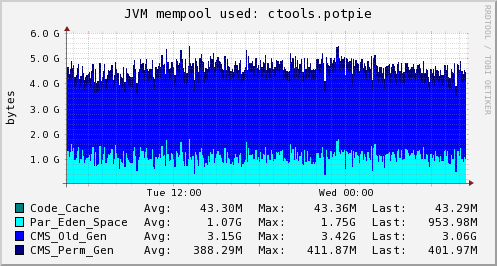 JVM mempool used: ctools.potpie
RRDTOOL / TOBI OETIKER
bytes
6.0 G
5.0 G
4.0 G
3.0 G
2.0 G
1.0 G
Tue 12:00 Wed 00:00
Code_Cache Avg: 43.30M Max: 43.36M Last: 43.29M
Par_Eden_Space Avg: 1.07G Max: 1.75G Last: 953.98M
CMS_Old_Gen Avg: 3.15G Max: 3.42G Last: 3.06G
CMS_Perm_Gen Avg: 388.29M Max: 411.87M Last: 401.97M